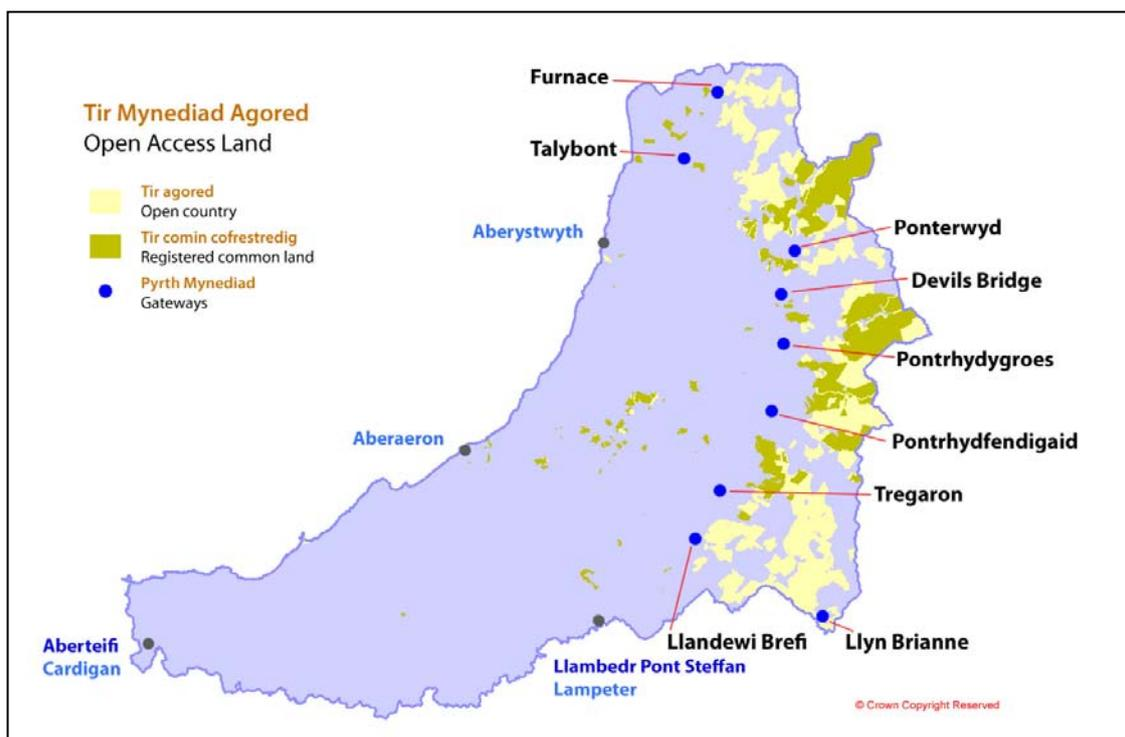 Tir Mynediad Agored
Open Access Land
Tir agored
Open country
Tir comin cofrestredig
Registered common land
Pyrth Mynediad
Gateways
Furnace
Talybont
Aberystwyth
Ponterwyd
Devils Bridge
Pontrhydygroes
Aberaeron
Pontrhydfendigaid
Tregaron
Llandewi Brefi
Llyn Brianne
Aberteifi
Cardigan
Llambedr Pont Steffan
Lampeter
© Crown Copyright Reserved